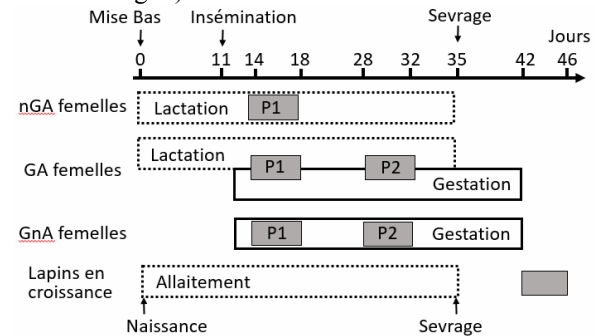 Mise Bas Insémination Sevrage
Jours
0 11 14 18 28 32 35 42 46
nGA femelles Lactation P1
Lactation
GA femelles P1 P2
Gestation
GnA femelles P1 P2 Gestation
Lapins en
croissance Allaitement
Naissance Sevrage